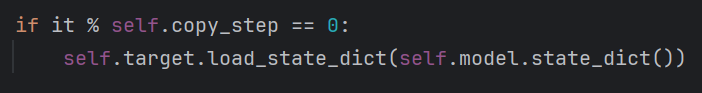 if it % self.copy_step == 0:
    self.target.load_state_dict(self.model.state_dict())